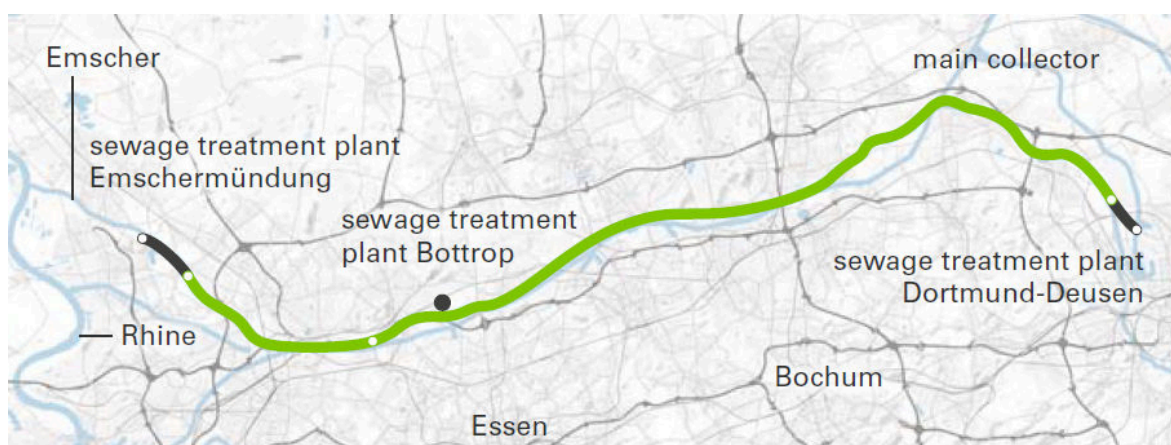 Emscher
main collector
sewage treatment plant
Emschermündung
sewage treatment
plant Bottrop
sewage treatment plant
Dortmund-Deusen
Rhine
Bochum
Essen